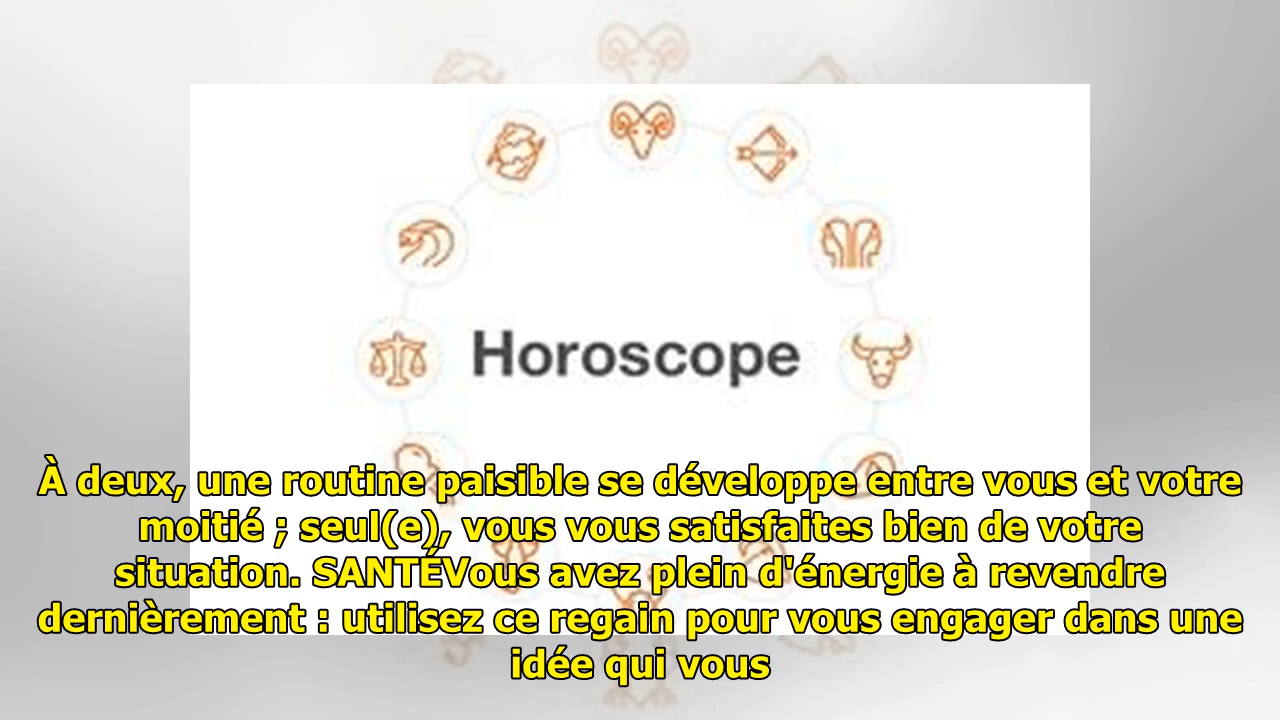 Horoscope
À deux, une routine paisible se développe entre vous et votre
moitié ; seul(e), vous vous satisfaites bien de votre
situation. SANTÉVous avez plein d'énergie à revendre
dernièrement : utilisez ce regain pour vous engager dans une
idée qui vous